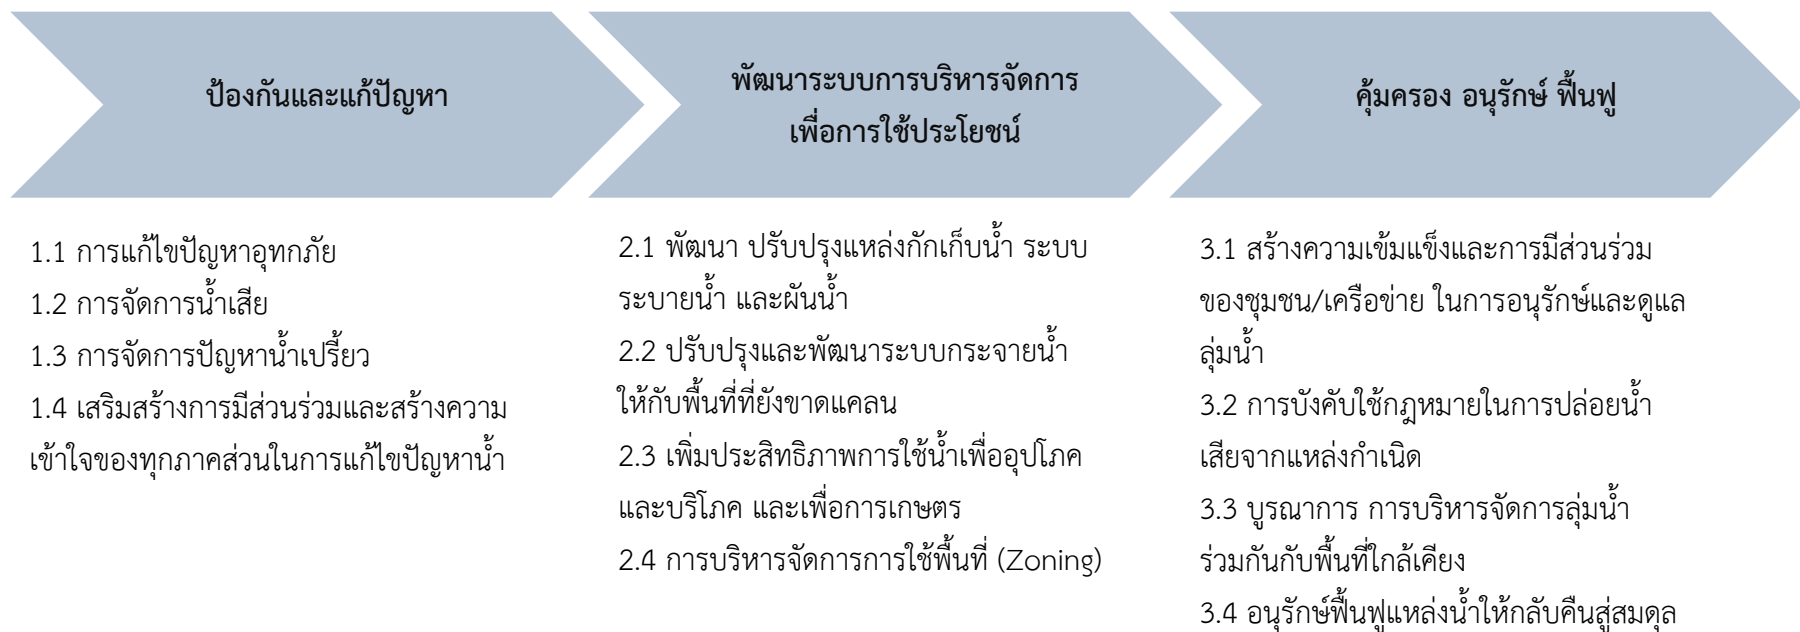 ป้องกันและแก้ปัญหา
1.1 การแก้ไขปัญหาอุทกภัย
1.2 การจัดการน้ำเสีย
1.3 การจัดการปัญหาน้ำเปรี้ยว
1.4 เสริมสร้างการมีส่วนร่วมและสร้างความ
เข้าใจของทุกภาคส่วนในการแก้ไขปัญหาน้ำ
พัฒนาระบบการบริหารจัดการ
เพื่อการใช้ประโยชน์
2.1 พัฒนา ปรับปรุงแหล่งกักเก็บน้ำ ระบบ
ระบายน้ำ และผันน้ำ
2.2 ปรับปรุงและพัฒนาระบบกระจายน้ำ
ให้กับพื้นที่ที่ยังขาดแคลน
2.3 เพิ่มประสิทธิภาพการใช้น้ำเพื่ออุปโภค
และบริโภค และเพื่อการเกษตร
2.4 การบริหารจัดการการใช้พื้นที่ (Zoning)
คุ้มครอง อนุรักษ์ ฟื้นฟู
3.1 สร้างความเข้มแข็งและการมีส่วนร่วม
ของชุมชน/เครือข่าย ในการอนุรักษ์และดูแล
ลุ่มน้ำ
3.2 การบังคับใช้กฎหมายในการปล่อยน้ำ
เสียจากแหล่งกำเนิด
3.3 บูรณาการ การบริหารจัดการลุ่มน้ำ
ร่วมกันกับพื้นที่ใกล้เคียง
3.4 อนุรักษ์ฟื้นฟูแหล่งน้ำให้กลับคืนสู่สมดุล